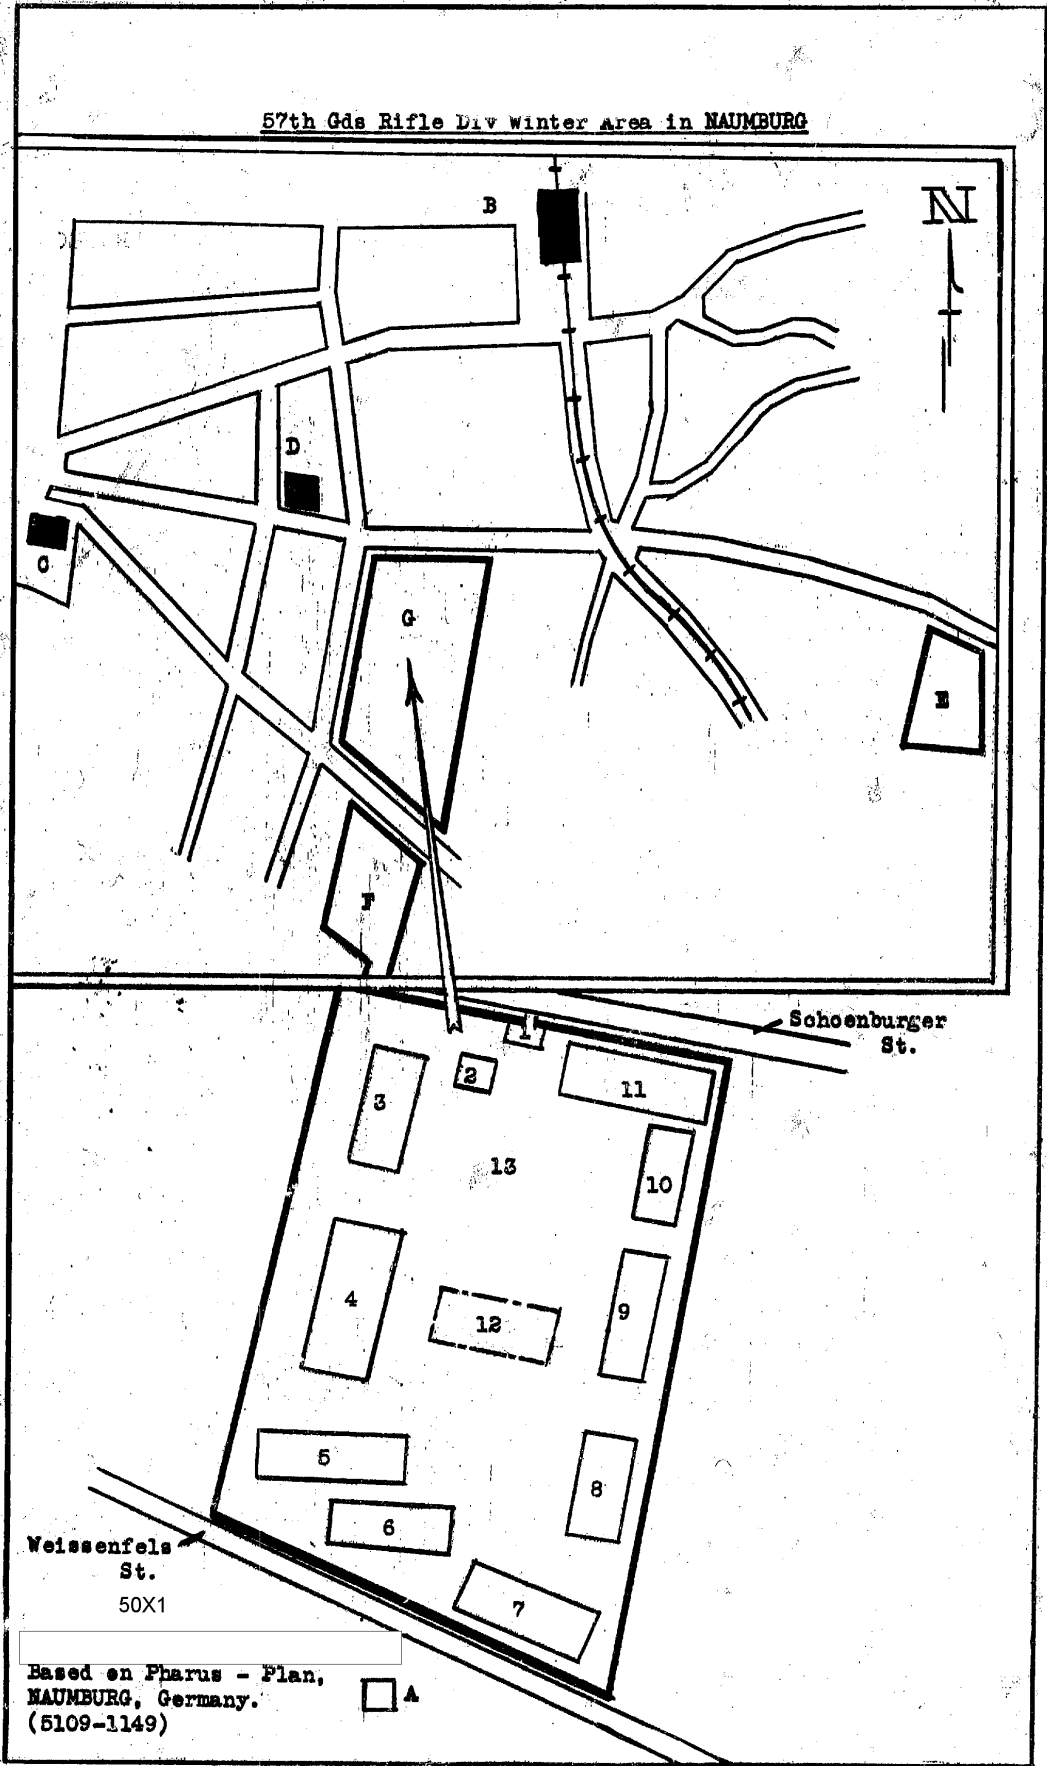 57th Gds Rifle Div Winter Area in NAUMBURG
B
N
D
C
G
E
F
Schoenburger
St.
1
2
11
3
13
10
4
9
12
5
8
6
Weissenfels
St.
7
50X1
Based on Pharus - Plan,
NAUMBURG, Germany.
(5109-1149)
A